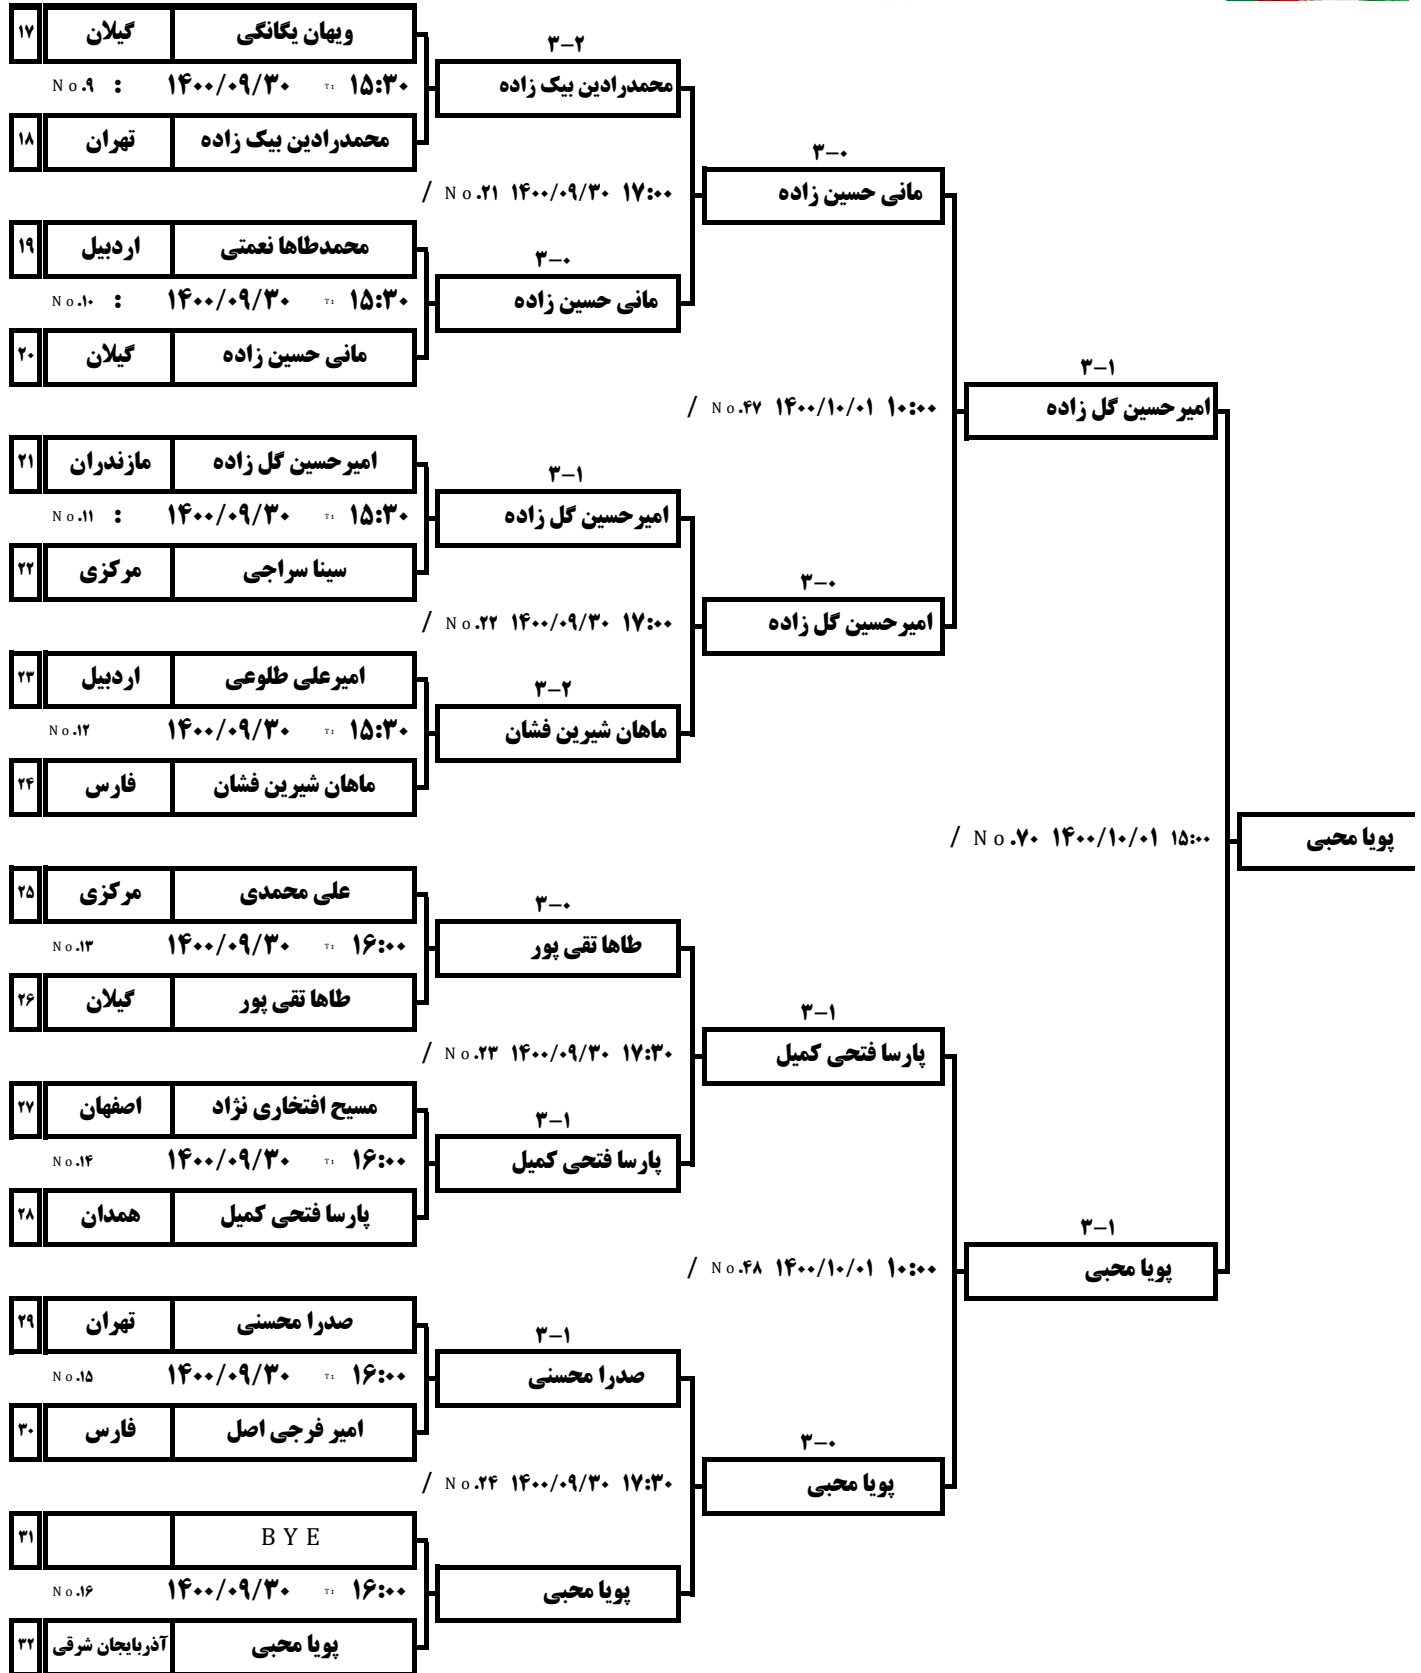 ۱۷ گیلان ویهان یگانگی
۳-۲
No.۹ : ۱۴۰۰/۰۹/۳۰ T: ۱۵:۳۰
محمدرادین بیک زاده
۱۸ تهران محمدرادین بیک زاده
۳-۰
/ No.۲۱ ۱۴۰۰/۰۹/۳۰ ۱۷:۰۰
مانی حسین زاده
۱۹ اردبیل محمدطاها نعمتی
۳-۰
No.۱۰ : ۱۴۰۰/۰۹/۳۰ T: ۱۵:۳۰
مانی حسین زاده
۲۰ گیلان مانی حسین زاده
۳-۱
/ No.۴۷ ۱۴۰۰/۱۰/۰۱ ۱۰:۰۰
امیرحسین گل زاده
۲۱ مازندران امیرحسین گل زاده
۳-۱
No.۱۱ : ۱۴۰۰/۰۹/۳۰ T: ۱۵:۳۰
امیرحسین گل زاده
۲۲ مرکزی سینا سراجی
۳-۰
/ No.۲۲ ۱۴۰۰/۰۹/۳۰ ۱۷:۰۰
امیرحسین گل زاده
۲۳ اردبیل امیرعلی طلوعی
۳-۲
No.۱۲ ۱۴۰۰/۰۹/۳۰ T: ۱۵:۳۰
ماهان شیرین فشان
۲۴ فارس ماهان شیرین فشان
/ No.۷۰ ۱۴۰۰/۱۰/۰۱ ۱۵:۰۰
پویا محبی
۲۵ مرکزی علی محمدی
۳-۰
No.۱۳ ۱۴۰۰/۰۹/۳۰ T: ۱۶:۰۰
طاها تقی پور
۲۶ گیلان طاها تقی پور
۳-۱
/ No.۲۳ ۱۴۰۰/۰۹/۳۰ ۱۷:۳۰
پارسا فتحی کمیل
۲۷ اصفهان مسیح افتخاری نژاد
۳-۱
No.۱۴ ۱۴۰۰/۰۹/۳۰ T: ۱۶:۰۰
پارسا فتحی کمیل
۲۸ همدان پارسا فتحی کمیل
۳-۱
/ No.۴۸ ۱۴۰۰/۱۰/۰۱ ۱۰:۰۰
پویا محبی
۲۹ تهران صدرا محسنی
۳-۱
No.۱۵ ۱۴۰۰/۰۹/۳۰ T: ۱۶:۰۰
صدرا محسنی
۳۰ فارس امیر فرجی اصل
۳-۰
/ No.۲۴ ۱۴۰۰/۰۹/۳۰ ۱۷:۳۰
پویا محبی
۳۱ BYE
No.۱۶ ۱۴۰۰/۰۹/۳۰ T: ۱۶:۰۰
پویا محبی
۳۲ آذربایجان شرقی پویا محبی